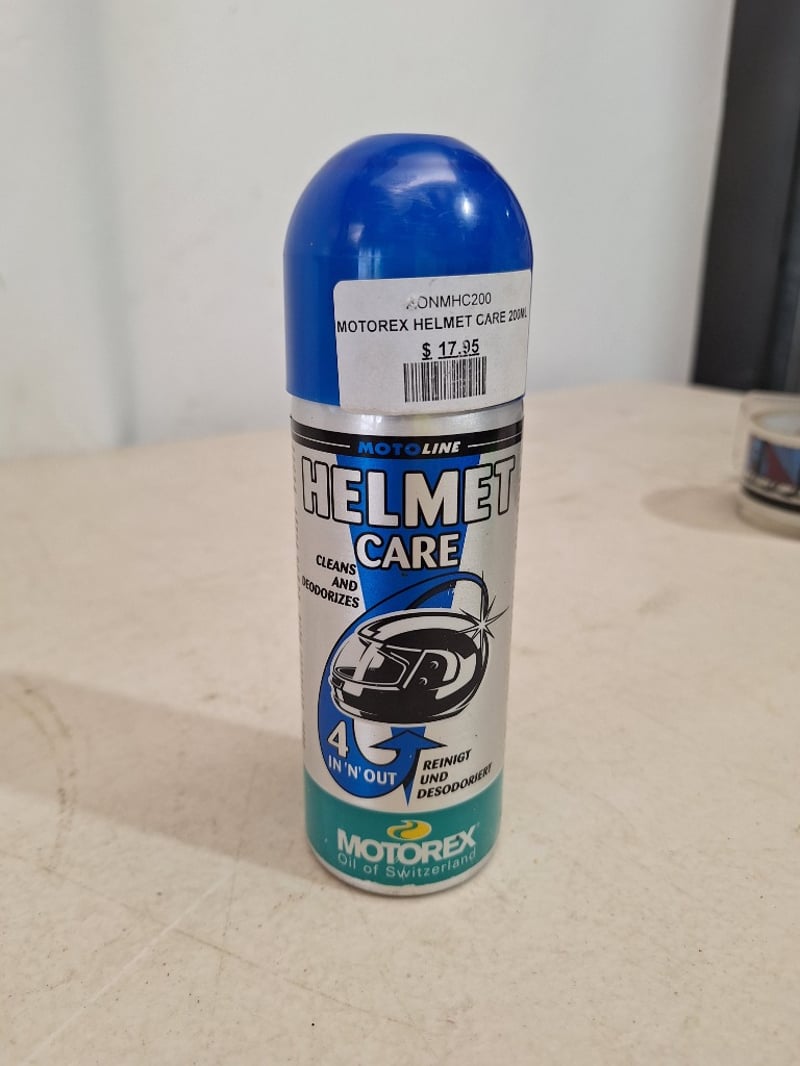 AONMHC200
MOTOREX HELMET CARE 200ML
$ 17.95
MOTOLINE
HELMET
CARE
CLEANS
AND
DEODORIZES
4
IN 'N' OUT
REINIGT
UND
DESODORIERT
MOTOREX
Oil of Switzerland